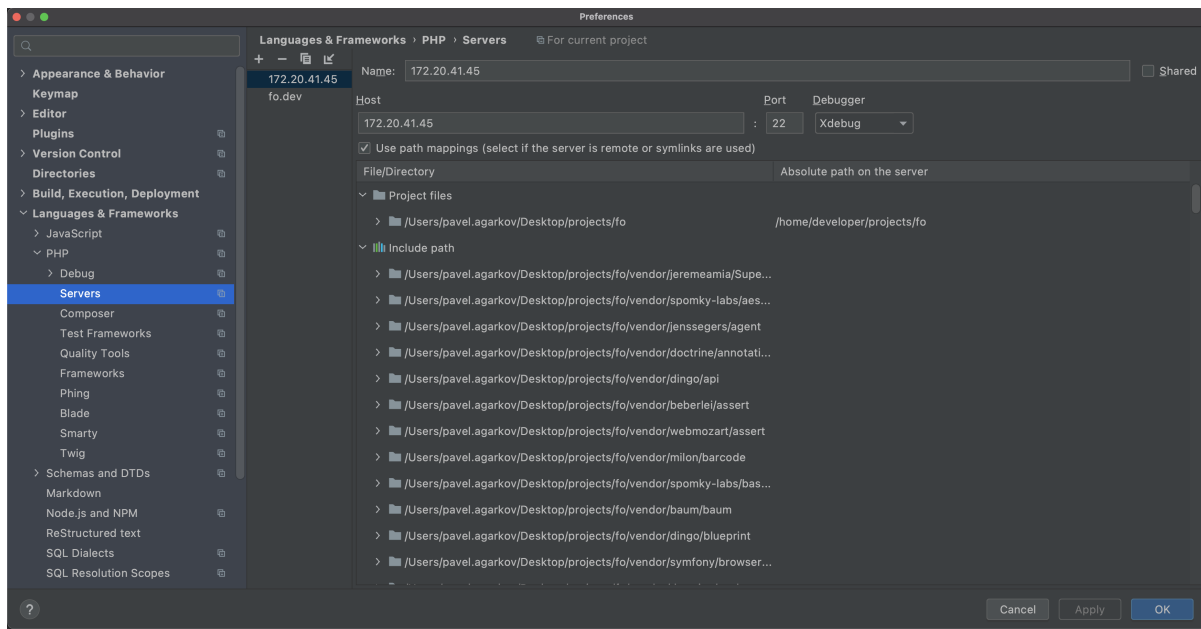 Preferences
Languages & Frameworks › PHP › Servers For current project
Appearance & Behavior
Keymap
Editor
Plugins
Version Control
Directories
Build, Execution, Deployment
Languages & Frameworks
JavaScript
PHP
Debug
Servers
Composer
Test Frameworks
Quality Tools
Frameworks
Phing
Blade
Smarty
Twig
Schemas and DTDs
Markdown
Node.js and NPM
ReStructured text
SQL Dialects
SQL Resolution Scopes
172.20.41.45
fo.dev
Name: 172.20.41.45 Shared
Host Port Debugger
172.20.41.45 : 22 Xdebug
Use path mappings (select if the server is remote or symlinks are used)
File/Directory Absolute path on the server
Project files
/Users/pavel.agarkov/Desktop/projects/fo /home/developer/projects/fo
Include path
/Users/pavel.agarkov/Desktop/projects/fo/vendor/jeremeamia/Supe...
/Users/pavel.agarkov/Desktop/projects/fo/vendor/spomky-labs/aes...
/Users/pavel.agarkov/Desktop/projects/fo/vendor/jenssegers/agent
/Users/pavel.agarkov/Desktop/projects/fo/vendor/doctrine/annotati...
/Users/pavel.agarkov/Desktop/projects/fo/vendor/dingo/api
/Users/pavel.agarkov/Desktop/projects/fo/vendor/beberlei/assert
/Users/pavel.agarkov/Desktop/projects/fo/vendor/webmozart/assert
/Users/pavel.agarkov/Desktop/projects/fo/vendor/milon/barcode
/Users/pavel.agarkov/Desktop/projects/fo/vendor/spomky-labs/bas...
/Users/pavel.agarkov/Desktop/projects/fo/vendor/baum/baum
/Users/pavel.agarkov/Desktop/projects/fo/vendor/dingo/blueprint
/Users/pavel.agarkov/Desktop/projects/fo/vendor/symfony/browser...
? Cancel Apply OK